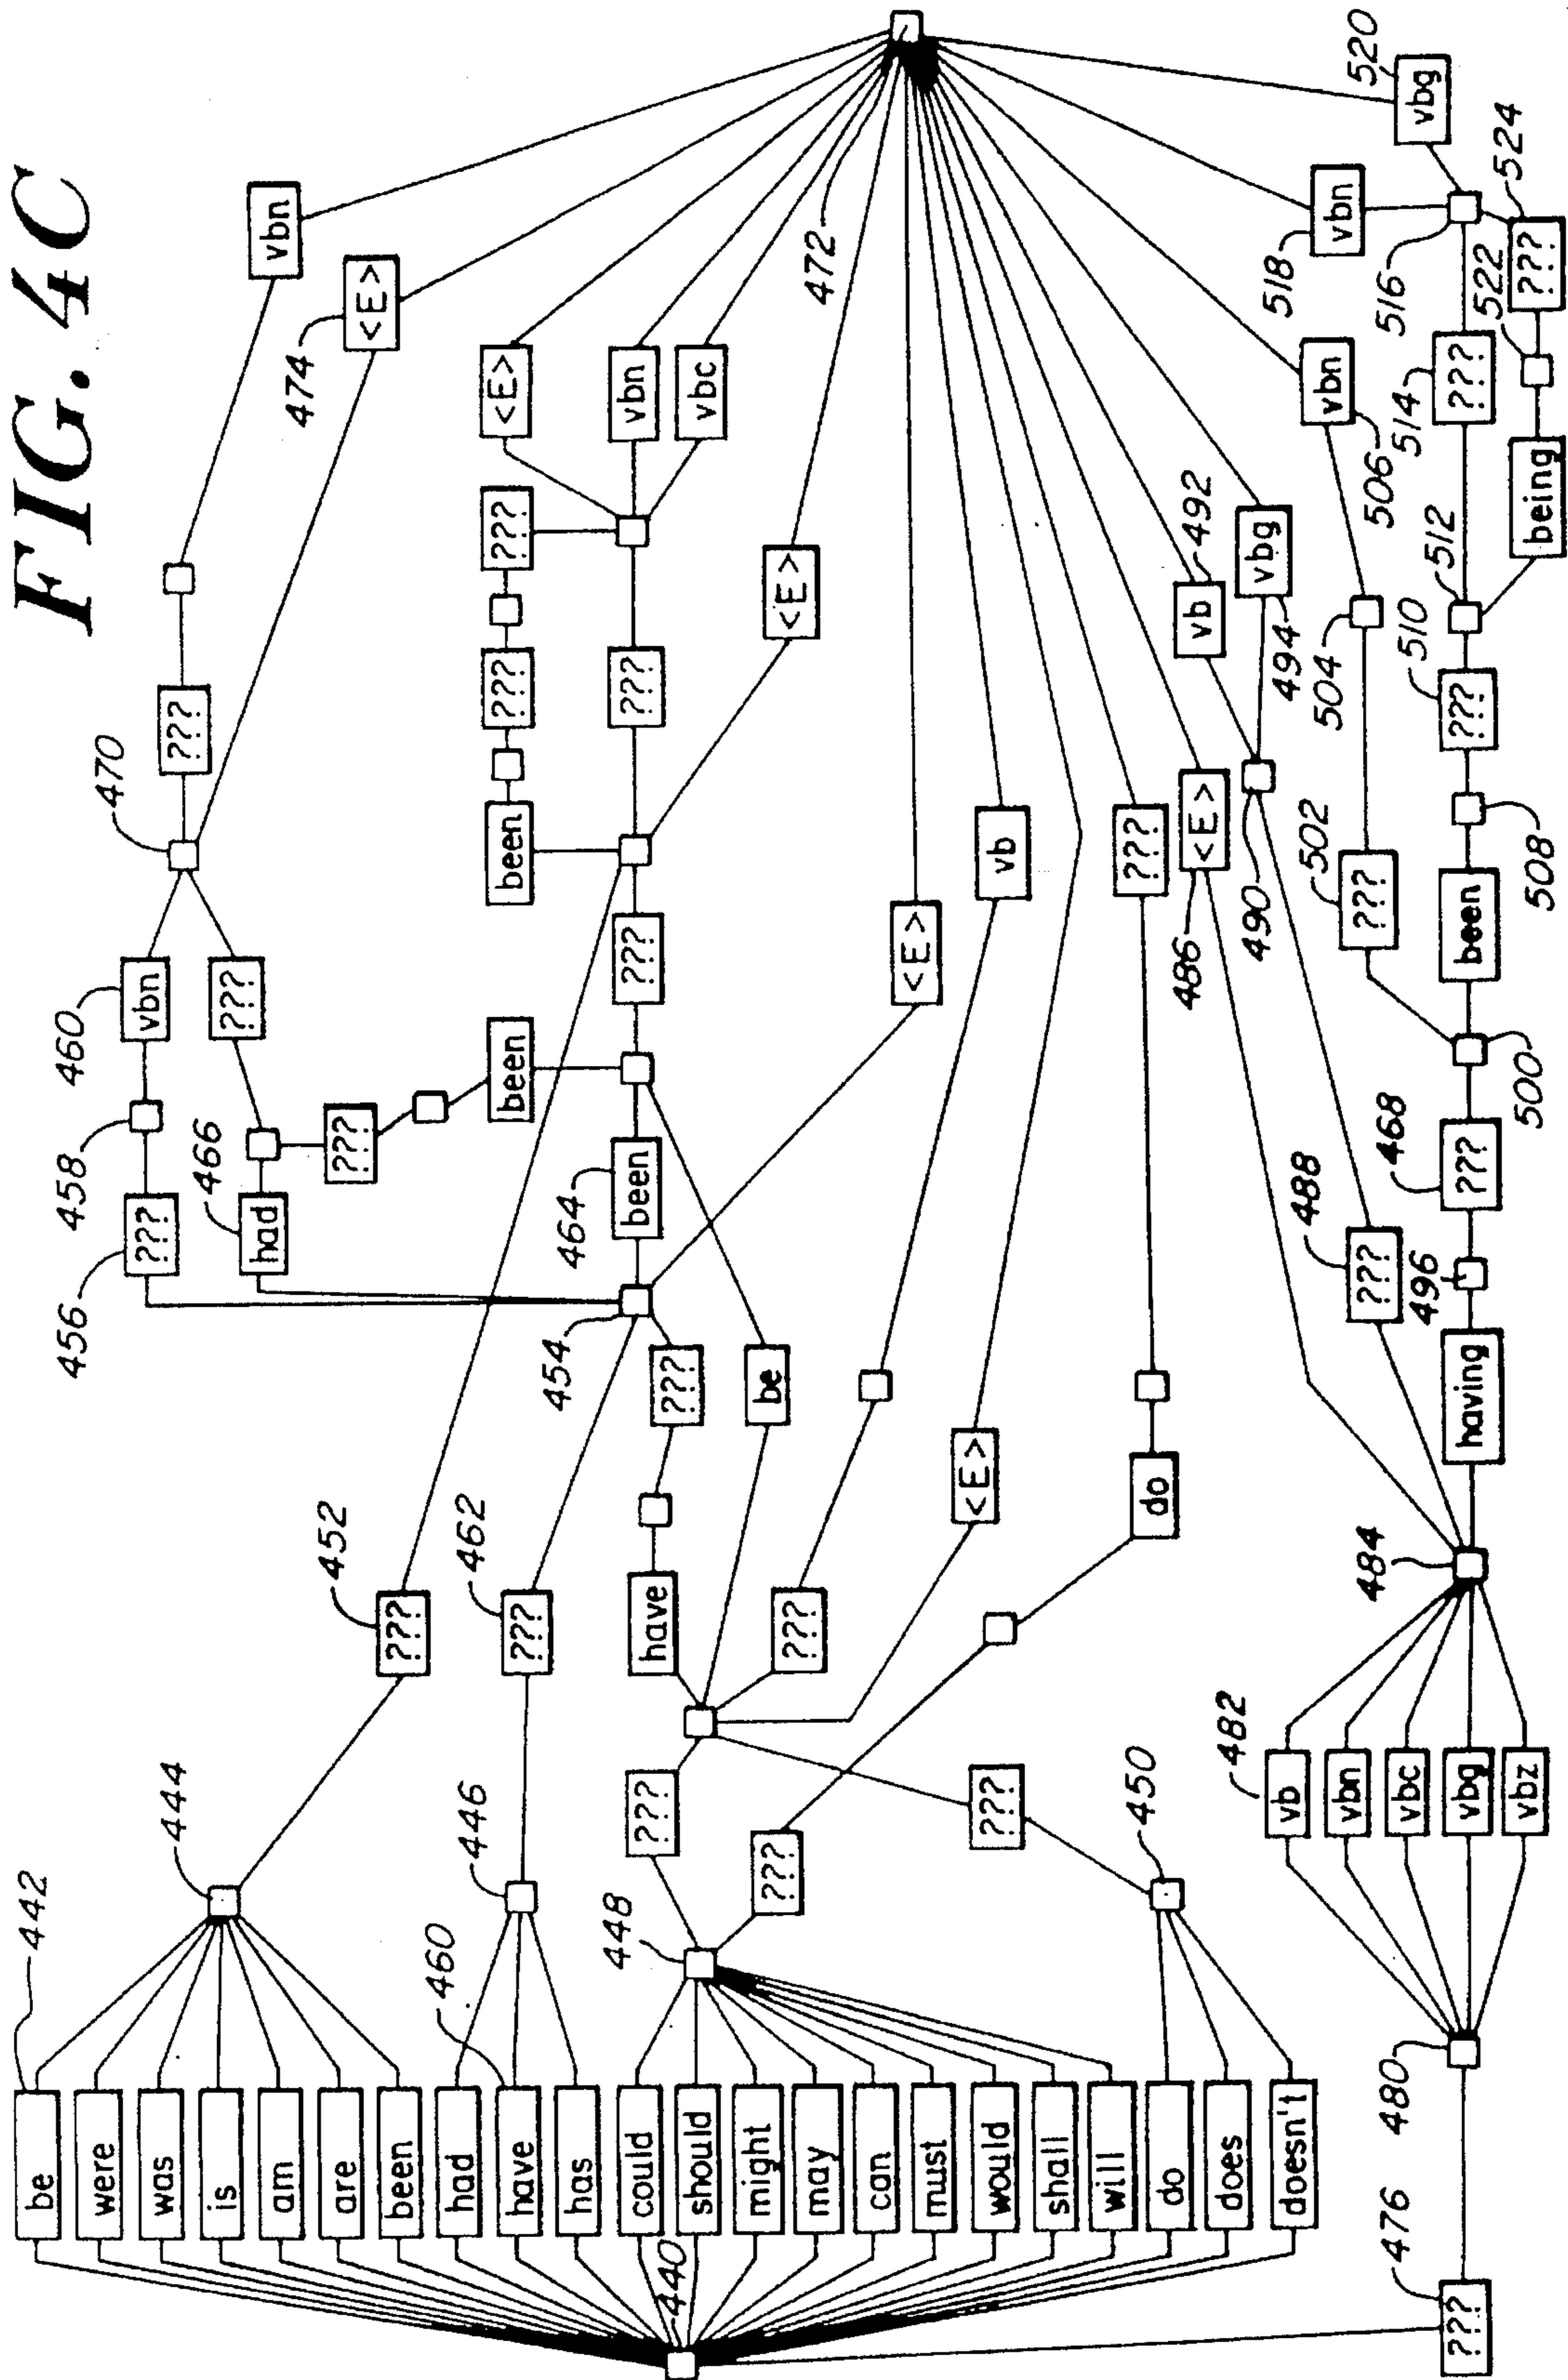 FIG. 4C
442
be
were
was
is
am
are
been
444
452
???
460
had
have
has
446
462
???
448
could
should
might
may
can
must
would
shall
will
440
???
???
450
do
does
doesn't
???
have
???
be
???
<E>
do
???
454
456
???
458
460
vbn
466
had
???
???
been
464
been
???
470
???
vbn
474
<E>
been
???
???
???
<E>
vbn
vbc
<E>
472
<E>
vb
476
???
480
482
vb
vbn
vbc
vbg
vbz
484
486
<E>
488
???
490
492
vb
494
vbg
having
496
468
???
500
502
???
504
506
vbn
been
508
510
???
512
514
???
516
518
vbn
520
vbg
being
522
524
???